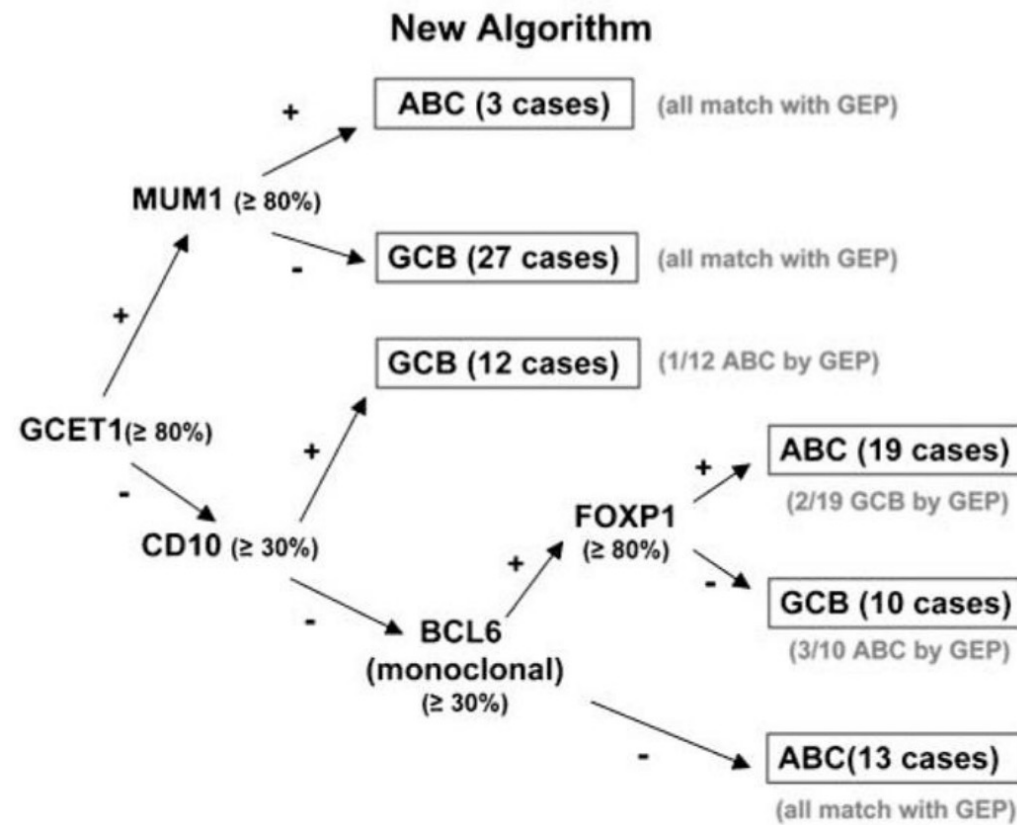 New Algorithm
+
ABC (3 cases) (all match with GEP)
MUM1 (≥ 80%)
-
GCB (27 cases) (all match with GEP)
+
GCB (12 cases) (1/12 ABC by GEP)
GCET1(≥ 80%)
+
-
CD10 (≥ 30%)
-
BCL6
(monoclonal)
(≥ 30%)
+
FOXP1
(≥ 80%)
+
ABC (19 cases)
(2/19 GCB by GEP)
-
GCB (10 cases)
(3/10 ABC by GEP)
-
ABC(13 cases)
(all match with GEP)